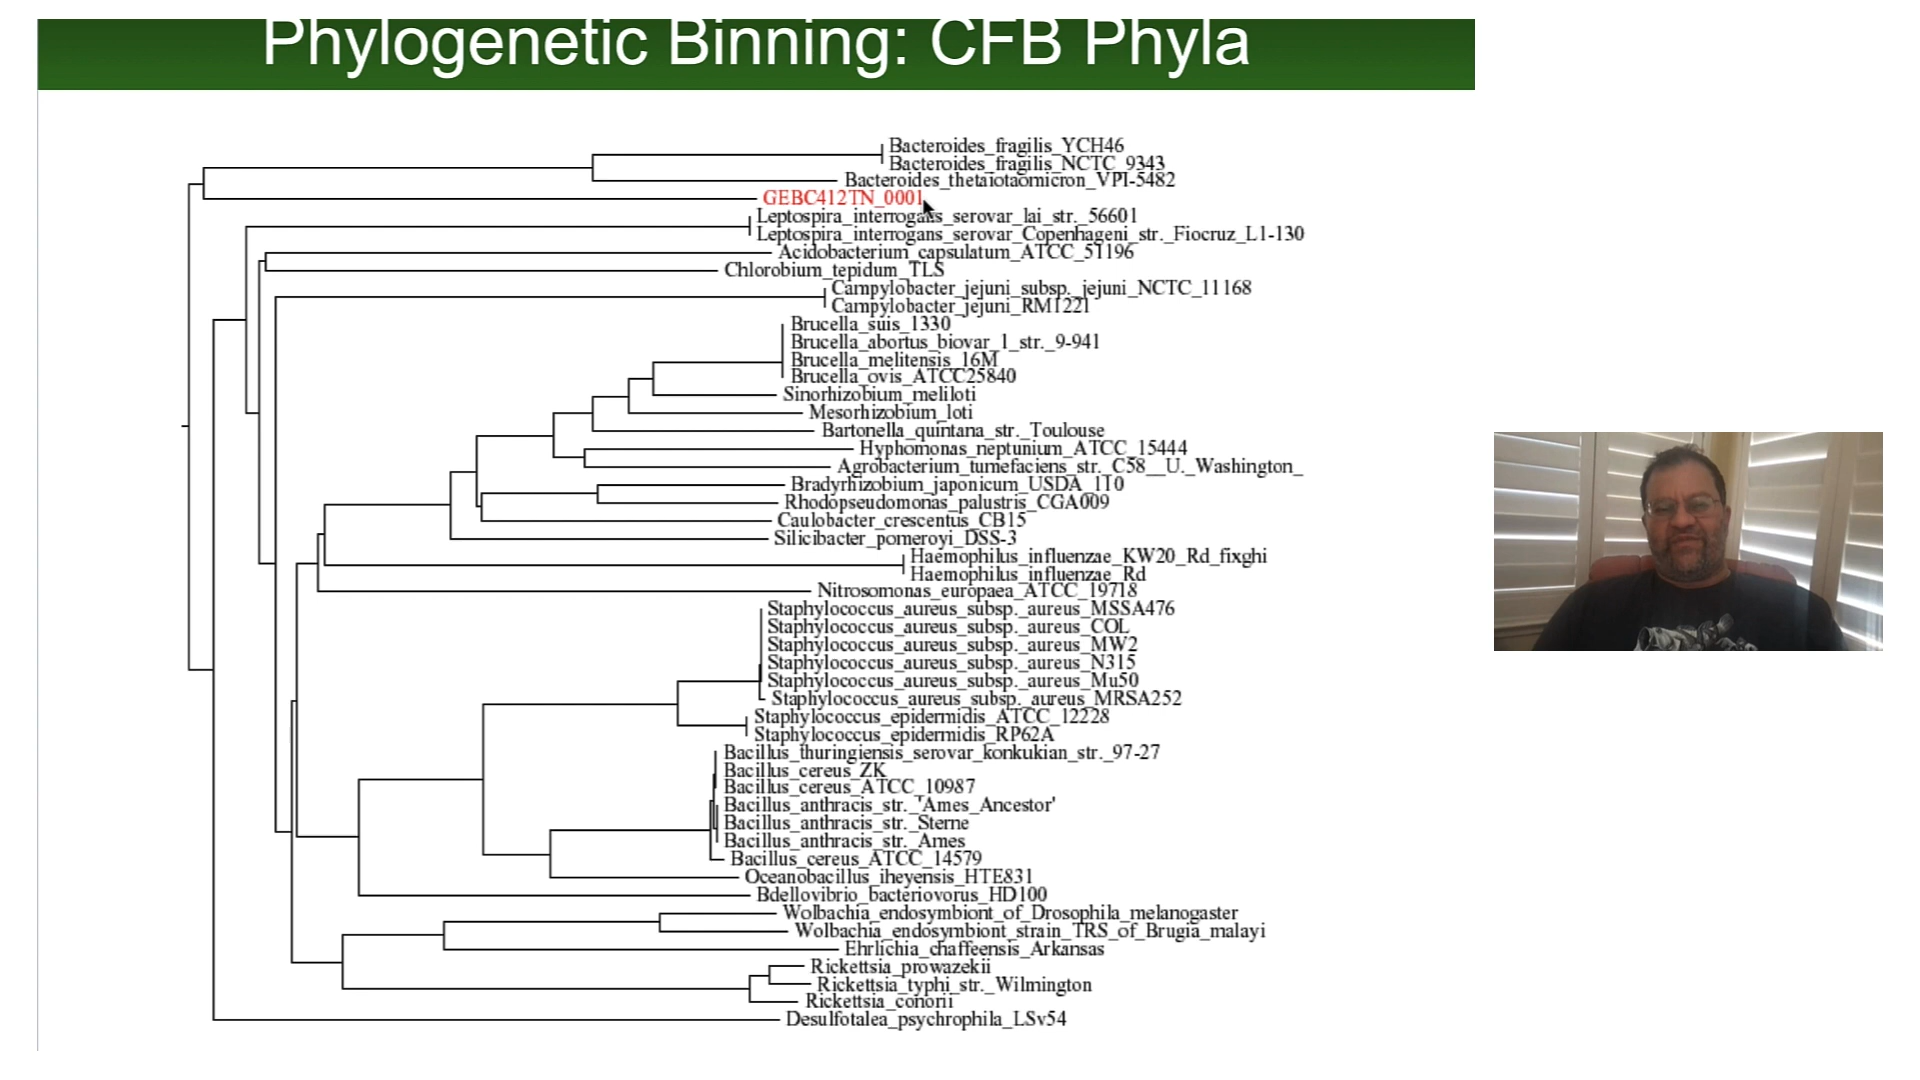 Phylogenetic Binning: CFB Phyla
Bacteroides_fragilis_YCH46
Bacteroides_fragilis_NCTC_9343
Bacteroides_thetaiotaomicron_VPI-5482
GEBC412TN_0001
Leptospira_interrogans_serovar_lai_str._56601
Leptospira_interrogans_serovar_Copenhageni_str._Fiocruz_L1-130
Acidobacterium_capsulatum_ATCC_51196
Chlorobium_tepidum_TLS
Campylobacter_jejuni_subsp._jejuni_NCTC_11168
Campylobacter_jejuni_RM1221
Brucella_suis_1330
Brucella_abortus_biovar_1_str._9-941
Brucella_melitensis_16M
Brucella_ovis_ATCC25840
Sinorhizobium_meliloti
Mesorhizobium_loti
Bartonella_quintana_str._Toulouse
Hyphomonas_neptunium_ATCC_15444
Agrobacterium_tumefaciens_str._C58__U._Washington_
Bradyrhizobium_japonicum_USDA_110
Rhodopseudomonas_palustris_CGA009
Caulobacter_crescentus_CB15
Silicibacter_pomeroyi_DSS-3
Haemophilus_influenzae_KW20_Rd_fixghi
Haemophilus_influenzae_Rd
Nitrosomonas_europaea_ATCC_19718
Staphylococcus_aureus_subsp._aureus_MSSA476
Staphylococcus_aureus_subsp._aureus_COL
Staphylococcus_aureus_subsp._aureus_MW2
Staphylococcus_aureus_subsp._aureus_N315
Staphylococcus_aureus_subsp._aureus_Mu50
Staphylococcus_aureus_subsp._aureus_MRSA252
Staphylococcus_epidermidis_ATCC_12228
Staphylococcus_epidermidis_RP62A
Bacillus_thuringiensis_serovar_konkukian_str._97-27
Bacillus_cereus_ZK
Bacillus_cereus_ATCC_10987
Bacillus_anthracis_str._'Ames_Ancestor'
Bacillus_anthracis_str._Sterne
Bacillus_anthracis_str._Ames
Bacillus_cereus_ATCC_14579
Oceanobacillus_iheyensis_HTE831
Bdellovibrio_bacteriovorus_HD100
Wolbachia_endosymbiont_of_Drosophila_melanogaster
Wolbachia_endosymbiont_strain_TRS_of_Brugia_malayi
Ehrlichia_chaffeensis_Arkansas
Rickettsia_prowazekii
Rickettsia_typhi_str._Wilmington
Rickettsia_conorii
Desulfotalea_psychrophila_LSv54